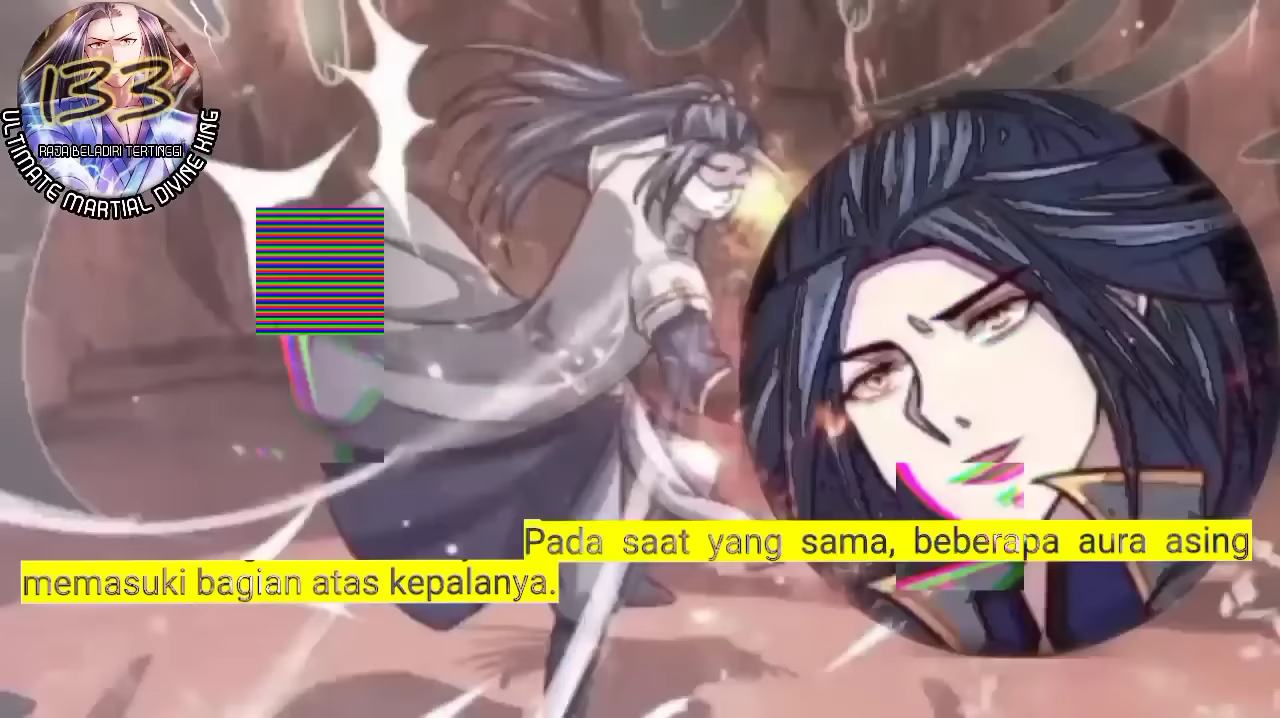 133
RAJA BELADIRI TERTINGGI
ULTIMATE MARTIAL DIVINE KING
Pada saat yang sama, beberapa aura asing
memasuki bagian atas kepalanya.